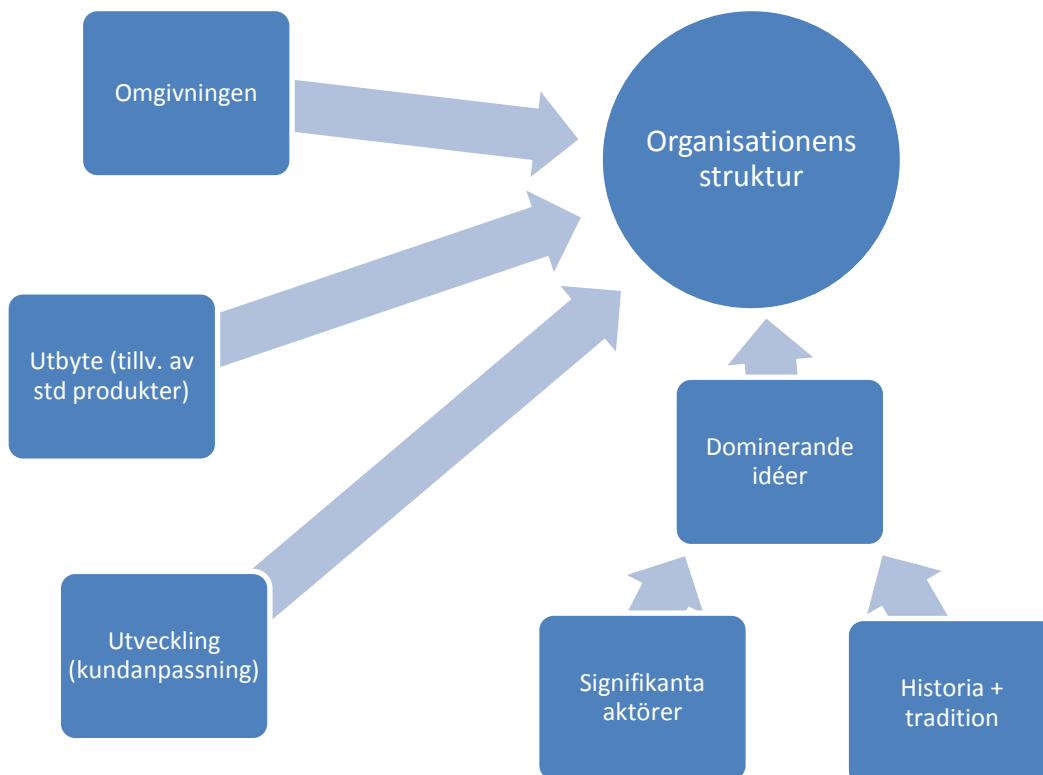 Omgivningen
Organisationens
struktur
Utbyte (tillv. av
std produkter)
Dominerande
idéer
Utveckling
(kundanpassning)
Signifikanta
aktörer
Historia +
tradition